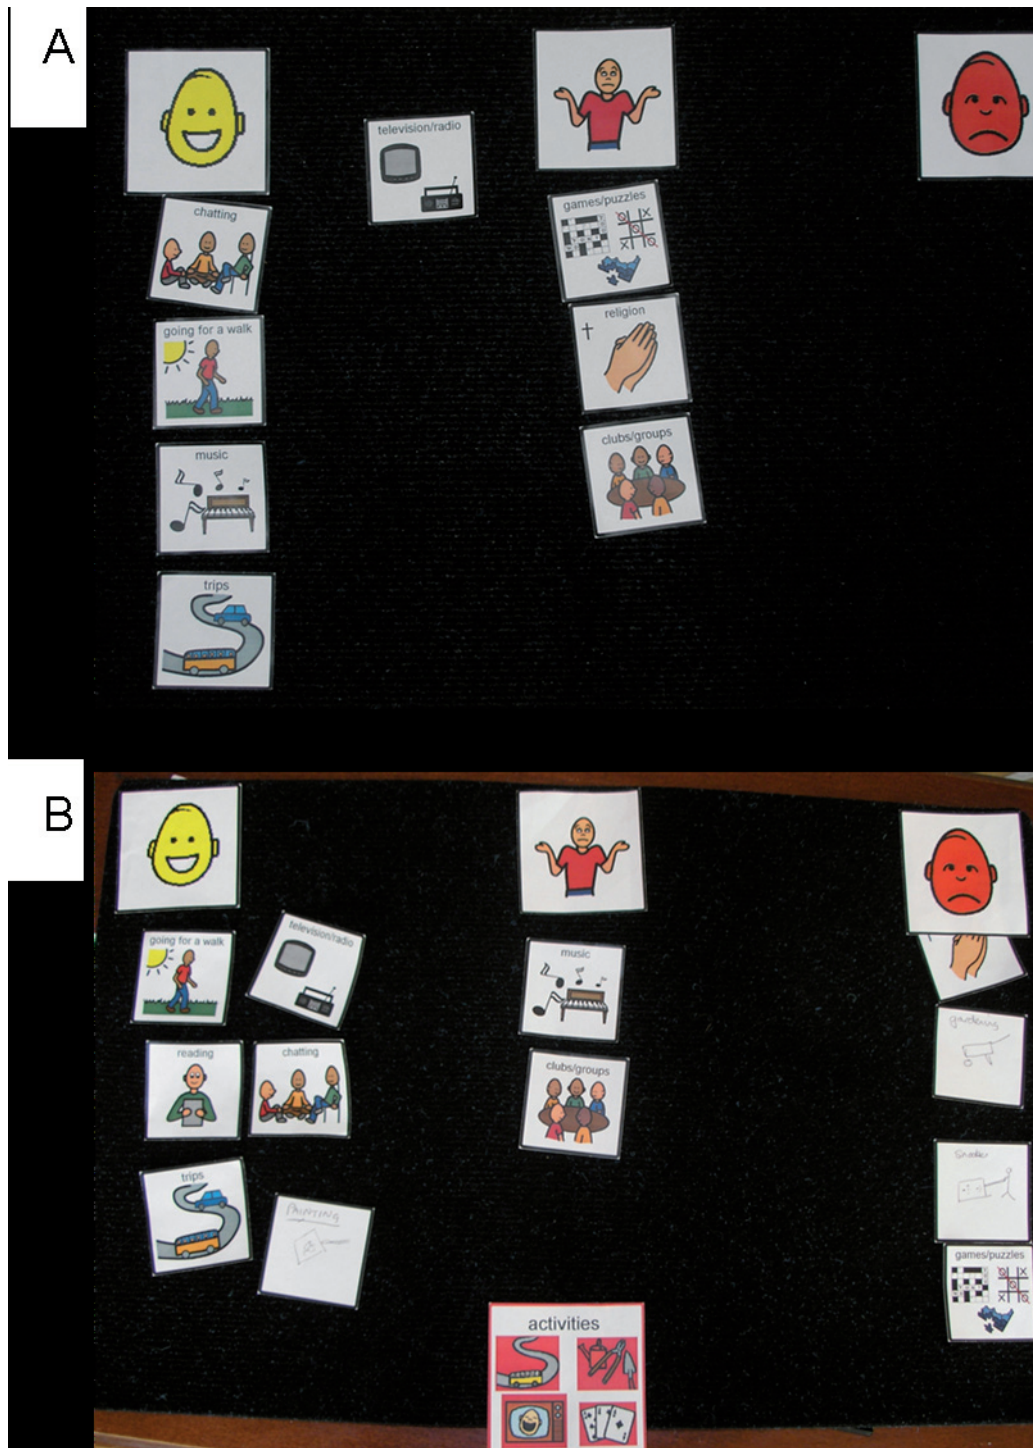 A
television/radio
chatting
games/puzzles
going for a walk
religion
music
clubs/groups
trips
B
going for a walk
television/radio
music
reading
chatting
clubs/groups
gardening
trips
PAINTING
Snooker
games/puzzles
activities